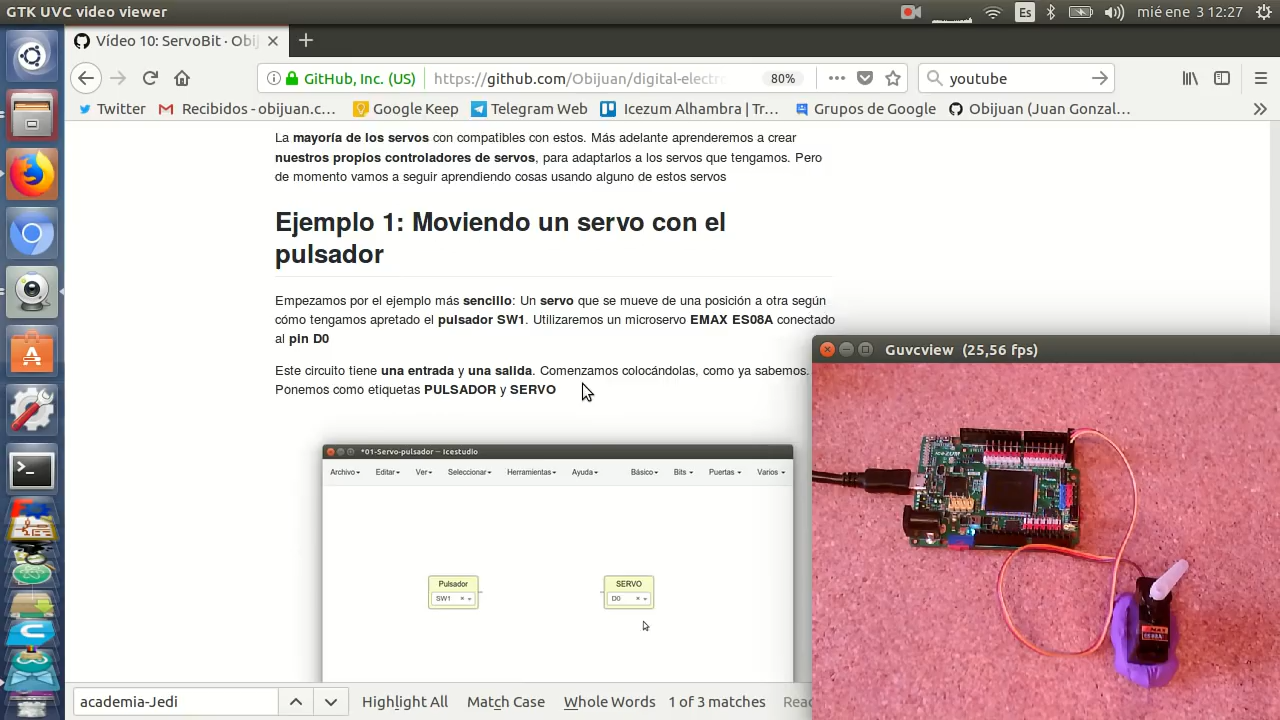 GTK UVC video viewer
Es
mié ene 3 12:27
Vídeo 10: ServoBit · Obij
GitHub, Inc. (US)
https://github.com/Obijuan/digital-electro
80%
youtube
Twitter
Recibidos - obijuan.c…
Google Keep
Telegram Web
Icezum Alhambra | Tr…
Grupos de Google
Obijuan (Juan Gonzal…
La mayoría de los servos con compatibles con estos. Más adelante aprenderemos a crear
nuestros propios controladores de servos, para adaptarlos a los servos que tengamos. Pero
de momento vamos a seguir aprendiendo cosas usando alguno de estos servos
Ejemplo 1: Moviendo un servo con el
pulsador
Empezamos por el ejemplo más sencillo: Un servo que se mueve de una posición a otra según
cómo tengamos apretado el pulsador SW1. Utilizaremos un microservo EMAX ES08A conectado
al pin D0
Este circuito tiene una entrada y una salida. Comenzamos colocándolas, como ya sabemos.
Ponemos como etiquetas PULSADOR y SERVO
*01-Servo-pulsador – Icestudio
Archivo
Editar
Ver
Seleccionar
Herramientas
Ayuda
Básico
Bits
Puertas
Varios
Pulsador
SW1
SERVO
D0
Guvcview (25,56 fps)
academia-Jedi
Highlight All
Match Case
Whole Words
1 of 3 matches
Reac